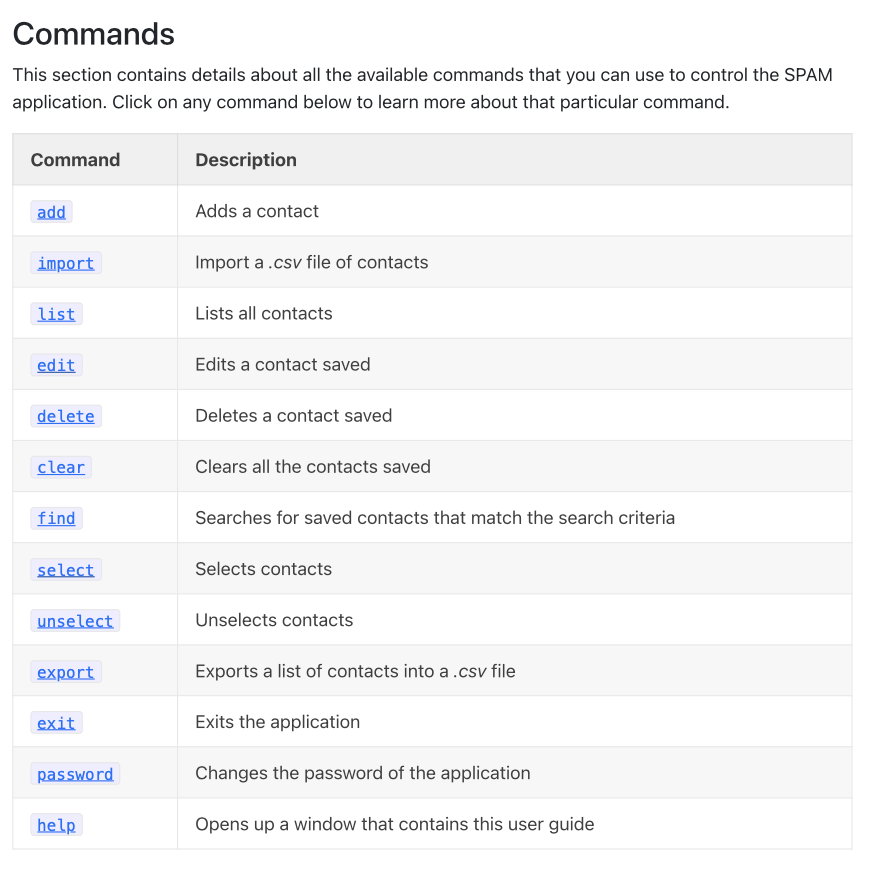 Commands
This section contains details about all the available commands that you can use to control the SPAM
application. Click on any command below to learn more about that particular command.
Command Description
add Adds a contact
import Import a .csv file of contacts
list Lists all contacts
edit Edits a contact saved
delete Deletes a contact saved
clear Clears all the contacts saved
find Searches for saved contacts that match the search criteria
select Selects contacts
unselect Unselects contacts
export Exports a list of contacts into a .csv file
exit Exits the application
password Changes the password of the application
help Opens up a window that contains this user guide